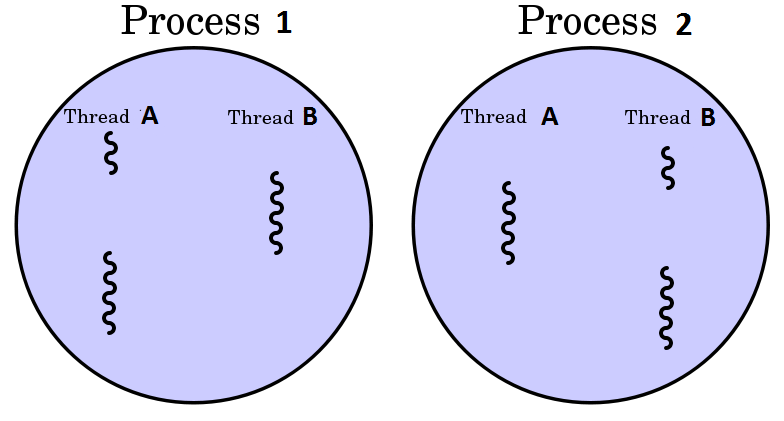 Process 1
Process 2
Thread A
Thread B
Thread A
Thread B